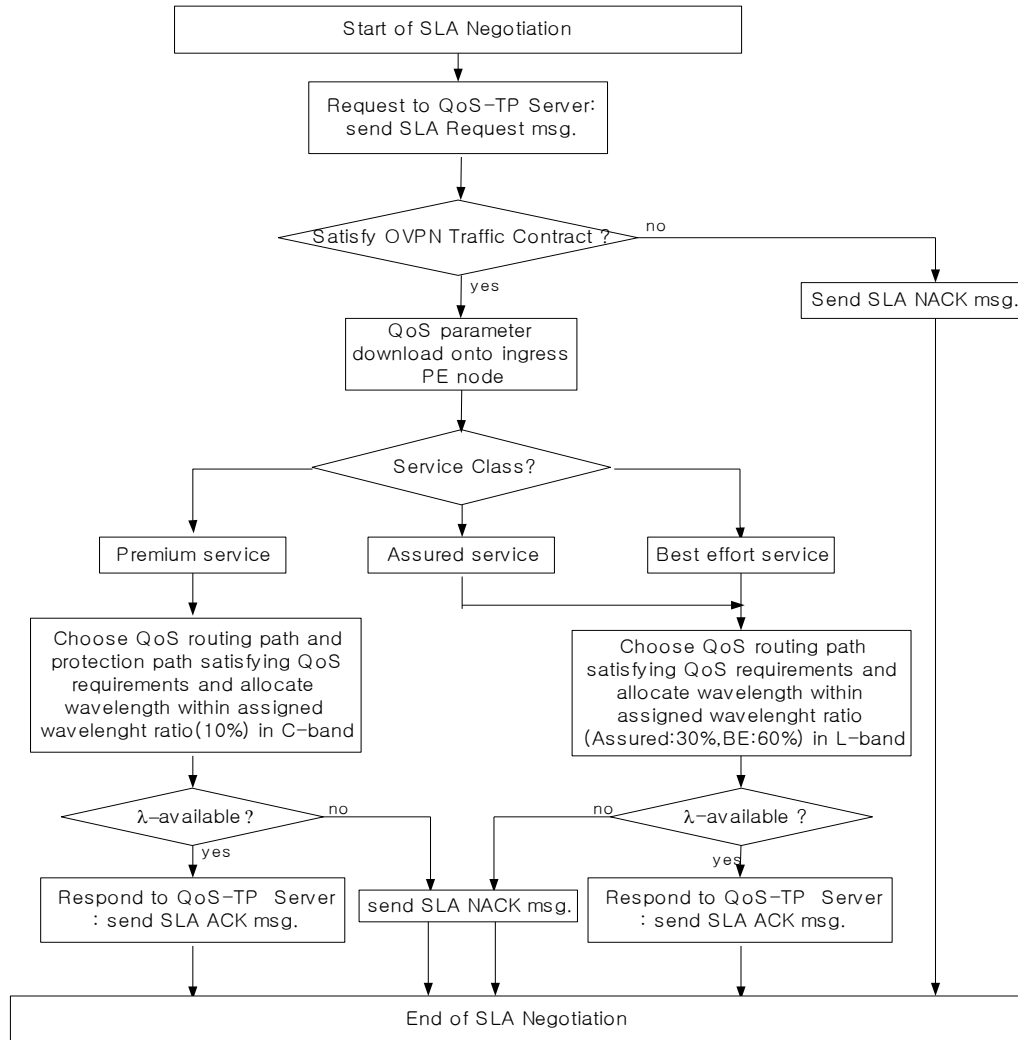 Start of SLA Negotiation
Request to QoS-TP Server:
send SLA Request msg.
Satisfy OVPN Traffic Contract ?
no
yes
Send SLA NACK msg.
QoS parameter
download onto ingress
PE node
Service Class?
Premium service
Assured service
Best effort service
Choose QoS routing path and
protection path satisfying QoS
requirements and allocate
wavelength within assigned
wavelenght ratio(10%) in C-band
Choose QoS routing path
satisfying QoS requirements and
allocate wavelength within
assigned wavelenght ratio
(Assured:30%,BE:60%) in L-band
λ-available ?
no
yes
no
λ-available ?
yes
Respond to QoS-TP Server
: send SLA ACK msg.
send SLA NACK msg.
Respond to QoS-TP Server
: send SLA ACK msg.
End of SLA Negotiation